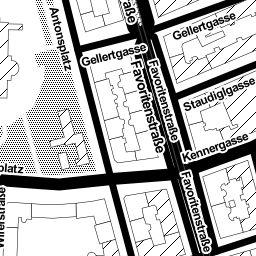 Antonsplatz
Gellertgasse
Gellertgasse
Favoritenstraße
Favoritenstraße
Staudiglgasse
Kennergasse
Favoritenstraße
platz